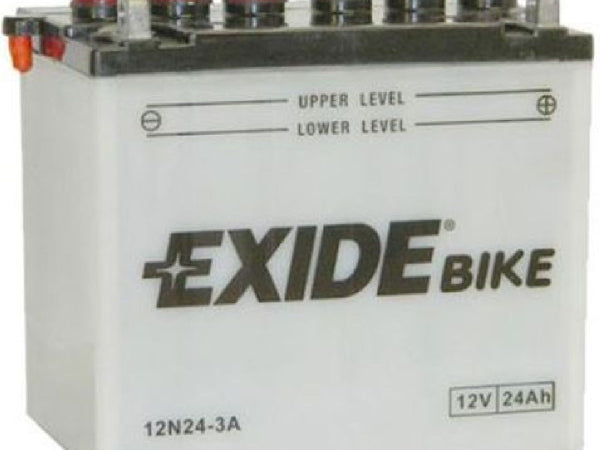 UPPER LEVEL
LOWER LEVEL
EXIDE® BIKE
12V 24Ah
12N24-3A